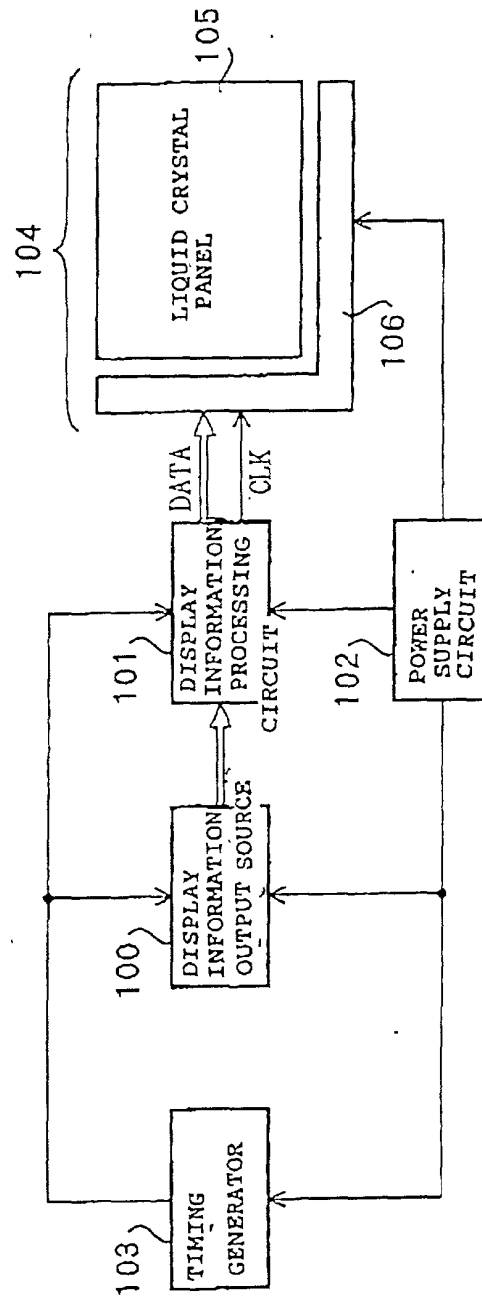 104
LIQUID CRYSTAL
PANEL
105
106
DATA
CLK
101
DISPLAY
INFORMATION
PROCESSING
CIRCUIT
100
DISPLAY
INFORMATION
OUTPUT SOURCE
103
TIMING
GENERATOR
102
POWER
SUPPLY
CIRCUIT